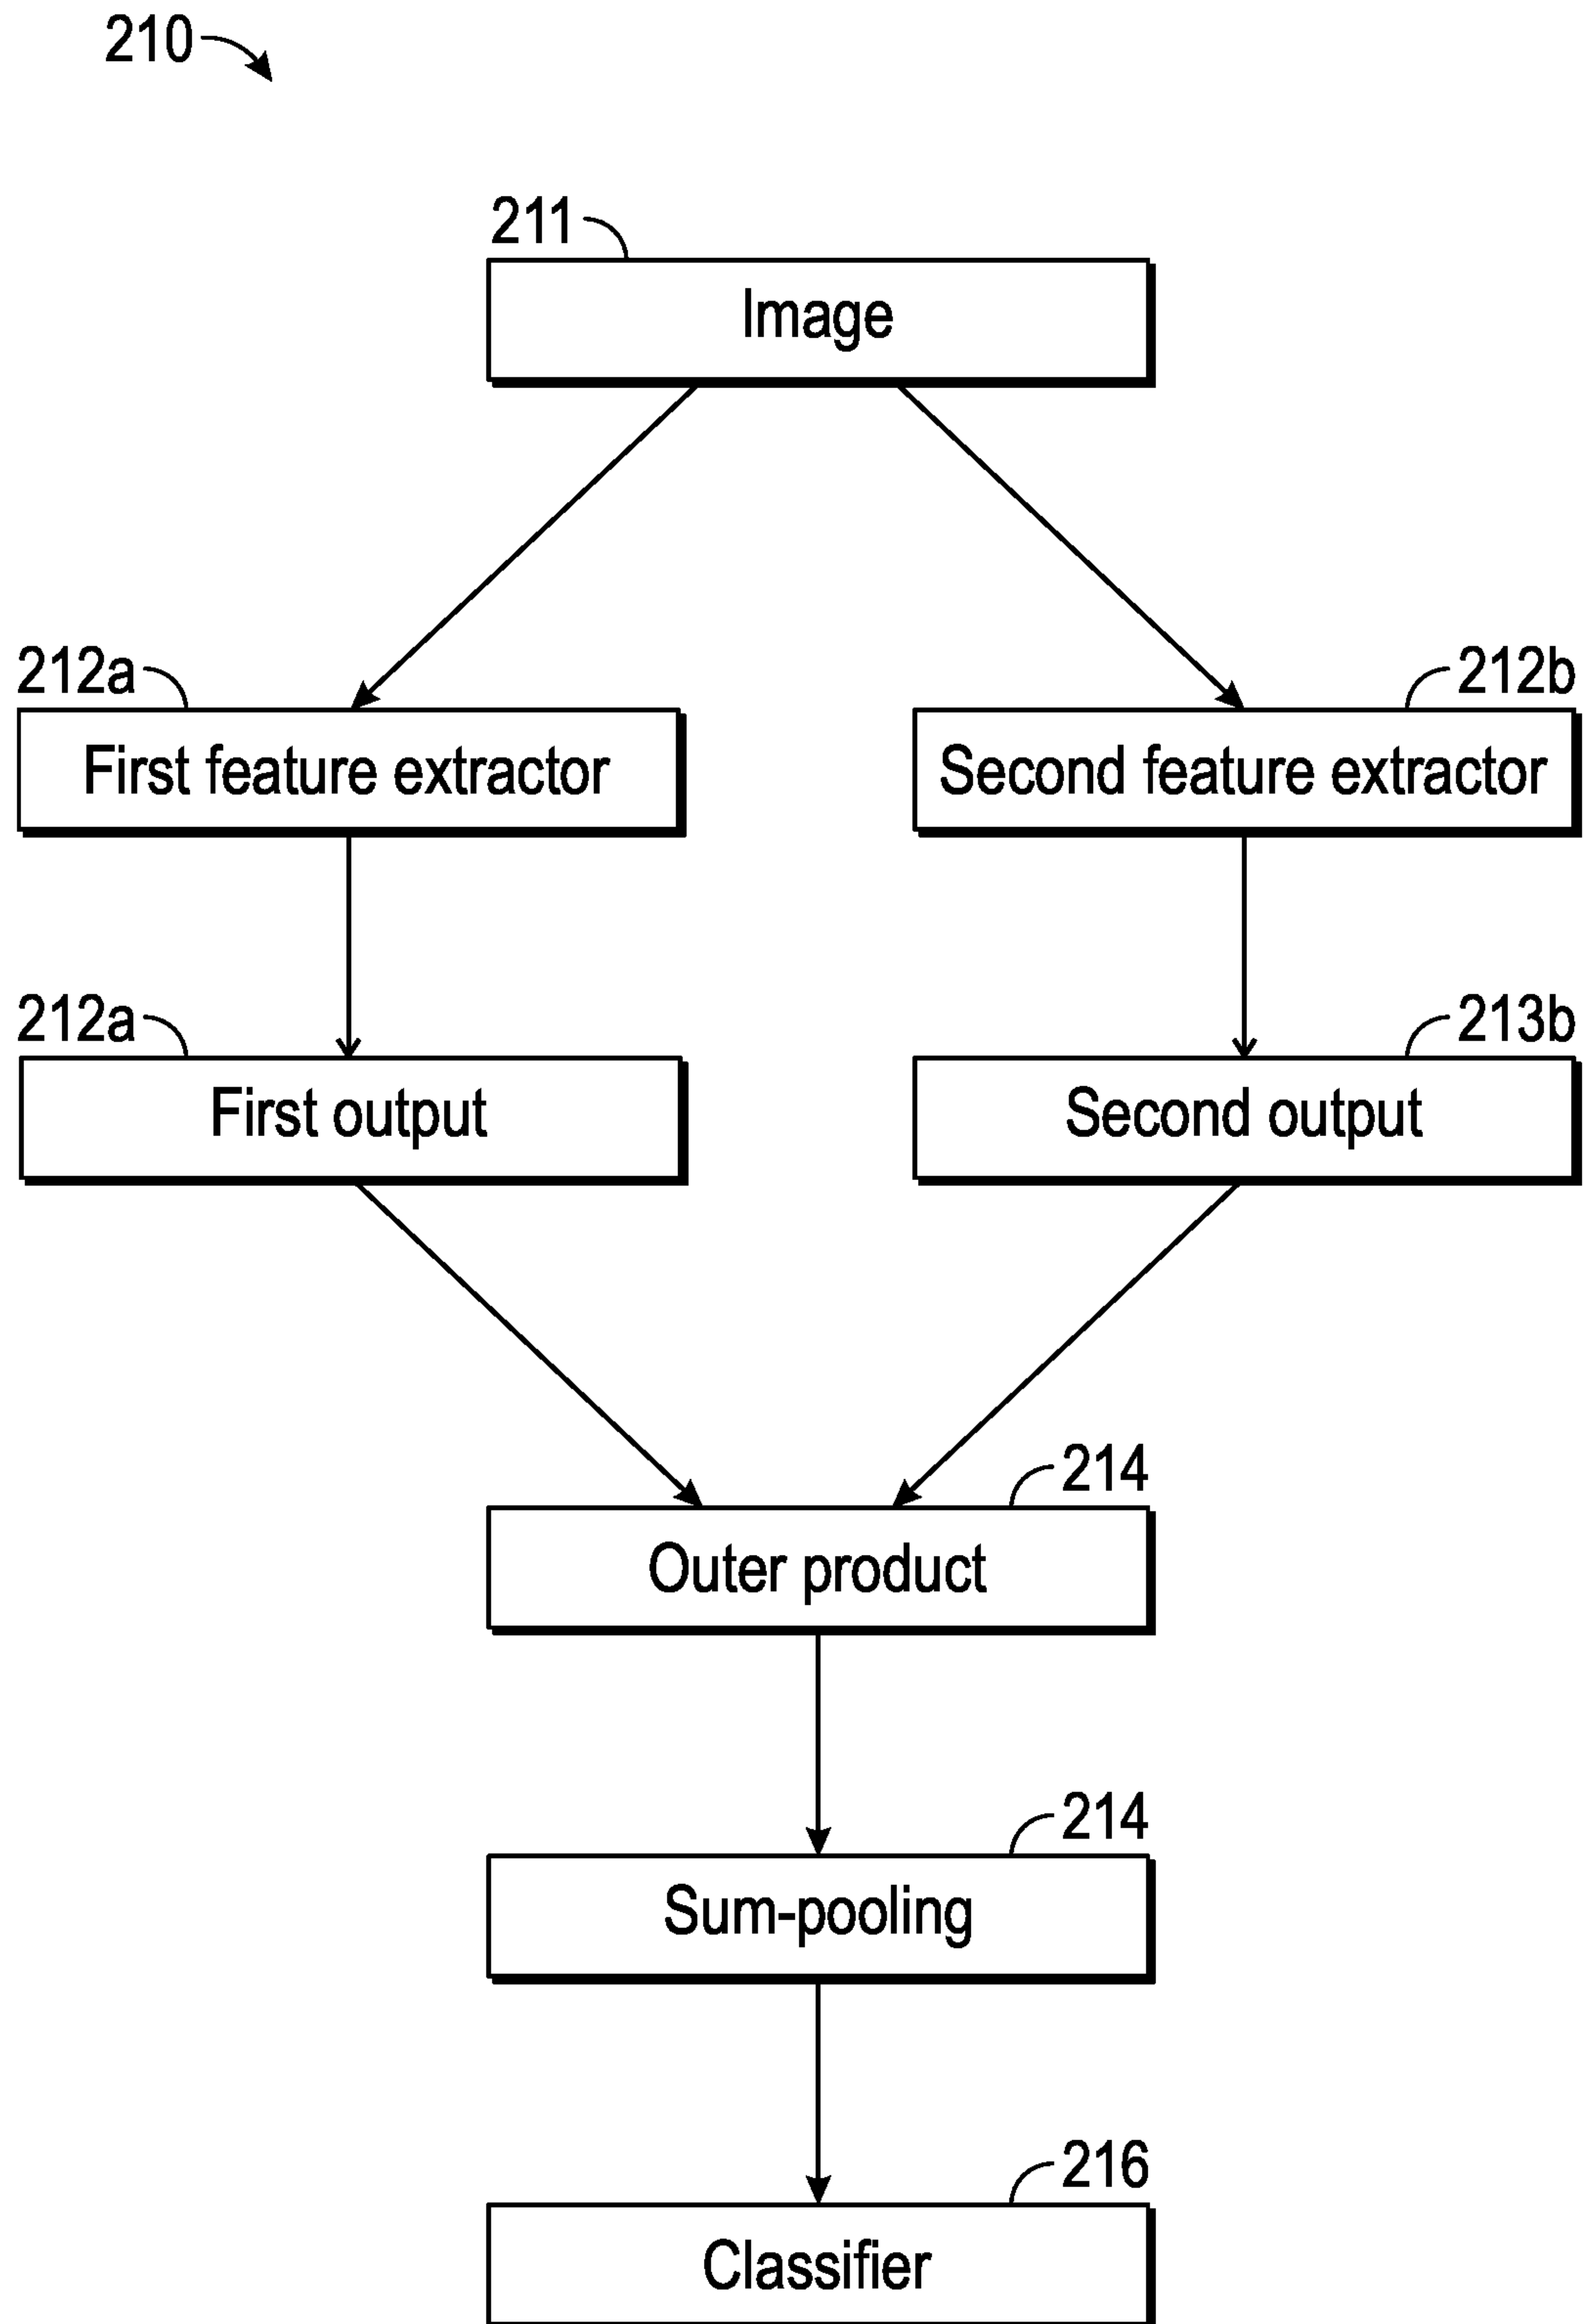 210
211
Image
212a
212b
First feature extractor
Second feature extractor
212a
213b
First output
Second output
214
Outer product
214
Sum-pooling
216
Classifier